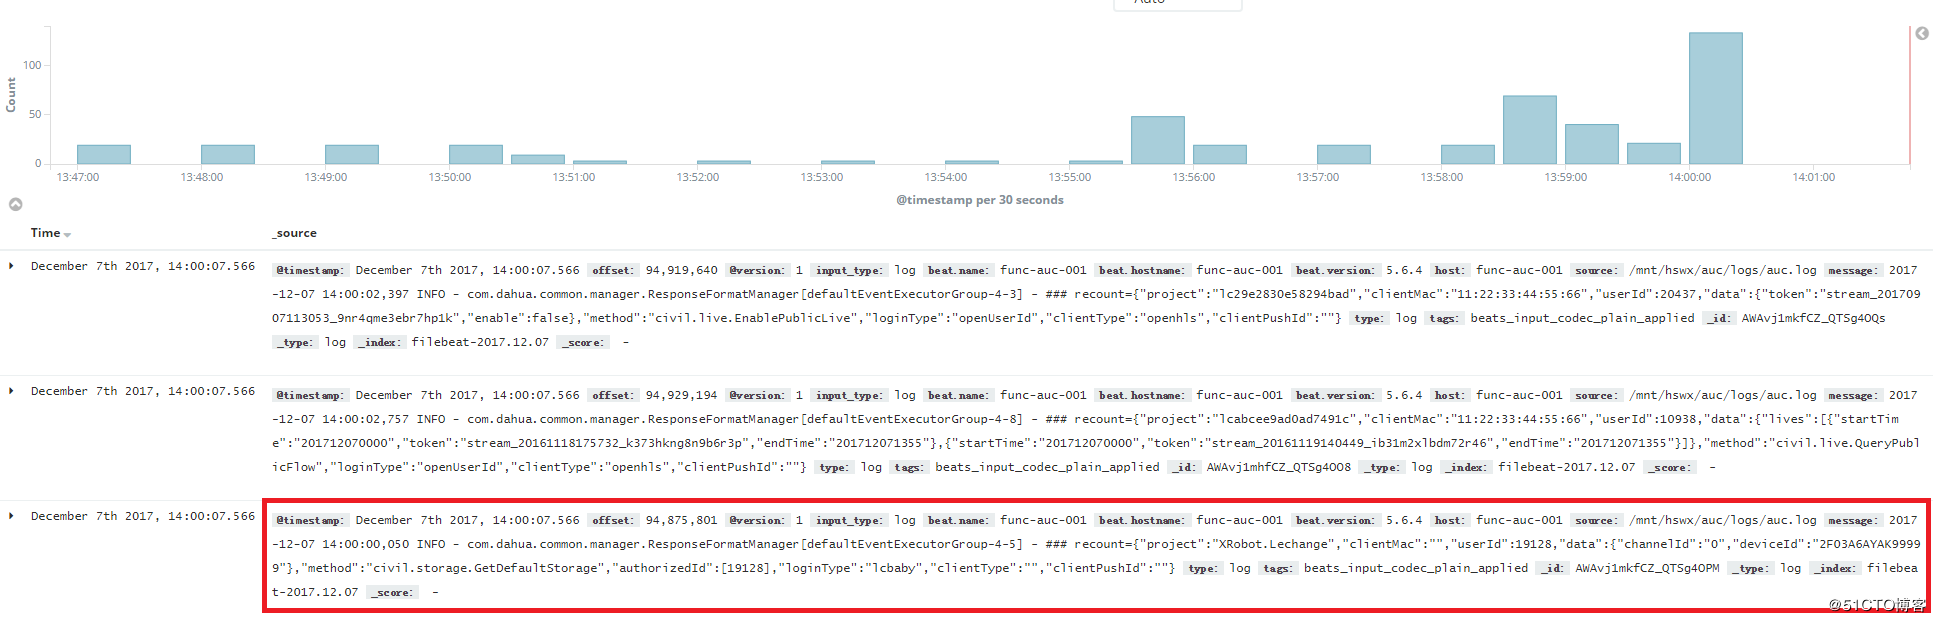 Auto
100
50
0
Count
13:47:00 13:48:00 13:49:00 13:50:00 13:51:00 13:52:00 13:53:00 13:54:00 13:55:00 13:56:00 13:57:00 13:58:00 13:59:00 14:00:00 14:01:00
@timestamp per 30 seconds
Time _source
December 7th 2017, 14:00:07.566 @timestamp: December 7th 2017, 14:00:07.566 offset: 94,919,640 @version: 1 input_type: log beat.name: func-auc-001 beat.hostname: func-auc-001 beat.version: 5.6.4 host: func-auc-001 source: /mnt/hswx/auc/logs/auc.log message: 2017
-12-07 14:00:02,397 INFO - com.dahua.common.manager.ResponseFormatManager[defaultEventExecutorGroup-4-3] - ### recount={"project":"lc29e2830e58294bad","clientMac":"11:22:33:44:55:66","userId":20437,"data":{"token":"stream_20170
907113053_9nr4qme3ebr7hp1k","enable":false},"method":"civil.live.EnablePublicLive","loginType":"openUserId","clientType":"openhls","clientPushId":""} type: log tags: beats_input_codec_plain_applied _id: AWAvj1mkfCZ_QTSg4OQs
_type: log _index: filebeat-2017.12.07 _score: -
December 7th 2017, 14:00:07.566 @timestamp: December 7th 2017, 14:00:07.566 offset: 94,929,194 @version: 1 input_type: log beat.name: func-auc-001 beat.hostname: func-auc-001 beat.version: 5.6.4 host: func-auc-001 source: /mnt/hswx/auc/logs/auc.log message: 2017
-12-07 14:00:02,757 INFO - com.dahua.common.manager.ResponseFormatManager[defaultEventExecutorGroup-4-8] - ### recount={"project":"lcabcee9ad0ad7491c","clientMac":"11:22:33:44:55:66","userId":10938,"data":{"lives":[{"startTim
e":"201712070000","token":"stream_20161118175732_k373hkng8n9b6r3p","endTime":"201712071355"},{"startTime":"201712070000","token":"stream_20161119140449_ib31m2xlbdm72r46","endTime":"201712071355"}]},"method":"civil.live.QueryPubl
icFlow","loginType":"openUserId","clientType":"openhls","clientPushId":""} type: log tags: beats_input_codec_plain_applied _id: AWAvj1mhfCZ_QTSg4OO8 _type: log _index: filebeat-2017.12.07 _score: -
December 7th 2017, 14:00:07.566 @timestamp: December 7th 2017, 14:00:07.566 offset: 94,875,801 @version: 1 input_type: log beat.name: func-auc-001 beat.hostname: func-auc-001 beat.version: 5.6.4 host: func-auc-001 source: /mnt/hswx/auc/logs/auc.log message: 2017
-12-07 14:00:00,050 INFO - com.dahua.common.manager.ResponseFormatManager[defaultEventExecutorGroup-4-5] - ### recount={"project":"XRobot.Lechange","clientMac":"","userId":19128,"data":{"channelId":"0","deviceId":"2F03A6AYAK9999
9"},"method":"civil.storage.GetDefaultStorage","authorizedId":[19128],"loginType":"lcbaby","clientType":"","clientPushId":""} type: log tags: beats_input_codec_plain_applied _id: AWAvj1mkfCZ_QTSg4OPM _type: log _index: filebea
t-2017.12.07 _score: -
@51CTO博客